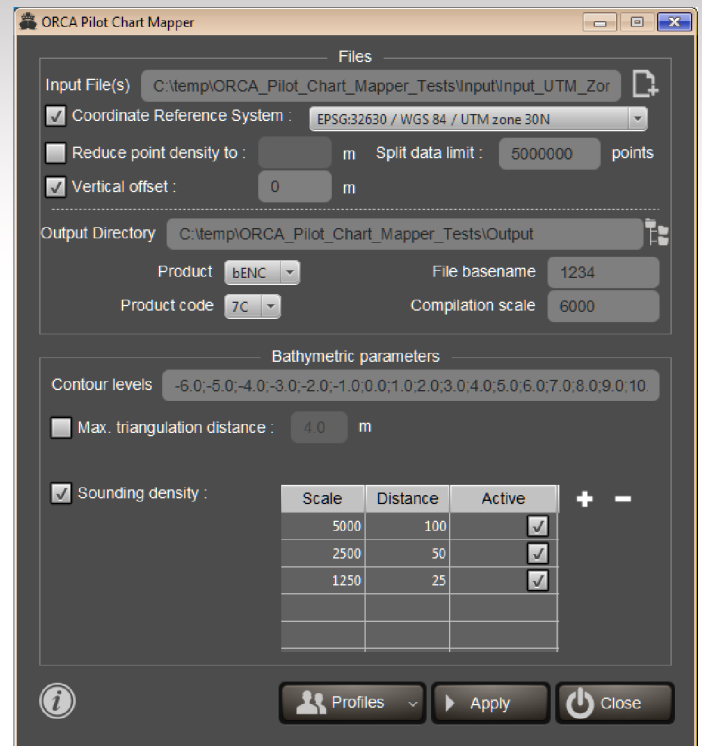 ORCA Pilot Chart Mapper
Files
Input File(s) C:\temp\ORCA_Pilot_Chart_Mapper_Tests\Input\Input_UTM_Zor
Coordinate Reference System : EPSG:32630 / WGS 84 / UTM zone 30N
Reduce point density to : m Split data limit : 5000000 points
Vertical offset : 0 m
Output Directory C:\temp\ORCA_Pilot_Chart_Mapper_Tests\Output
Product bENC File basename 1234
Product code 7C Compilation scale 6000
Bathymetric parameters
Contour levels -6.0;-5.0;-4.0;-3.0;-2.0;-1.0;0.0;1.0;2.0;3.0;4.0;5.0;6.0;7.0;8.0;9.0;10
Max. triangulation distance : 4.0 m
Sounding density :
Scale Distance Active
5000 100
2500 50
1250 25
Profiles Apply Close